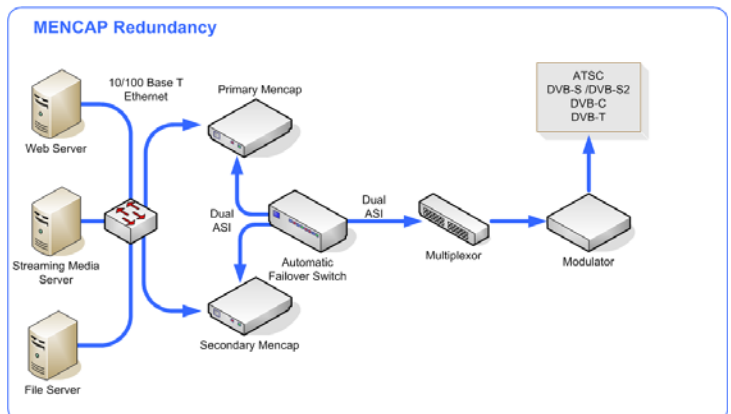 MENCAP Redundancy
10/100 Base T
Ethernet
Primary Mencap
ATSC
DVB-S /DVB-S2
DVB-C
DVB-T
Web Server
Dual
ASI
Dual
ASI
Streaming Media
Server
Automatic
Failover Switch
Multiplexor
Modulator
Secondary Mencap
File Server